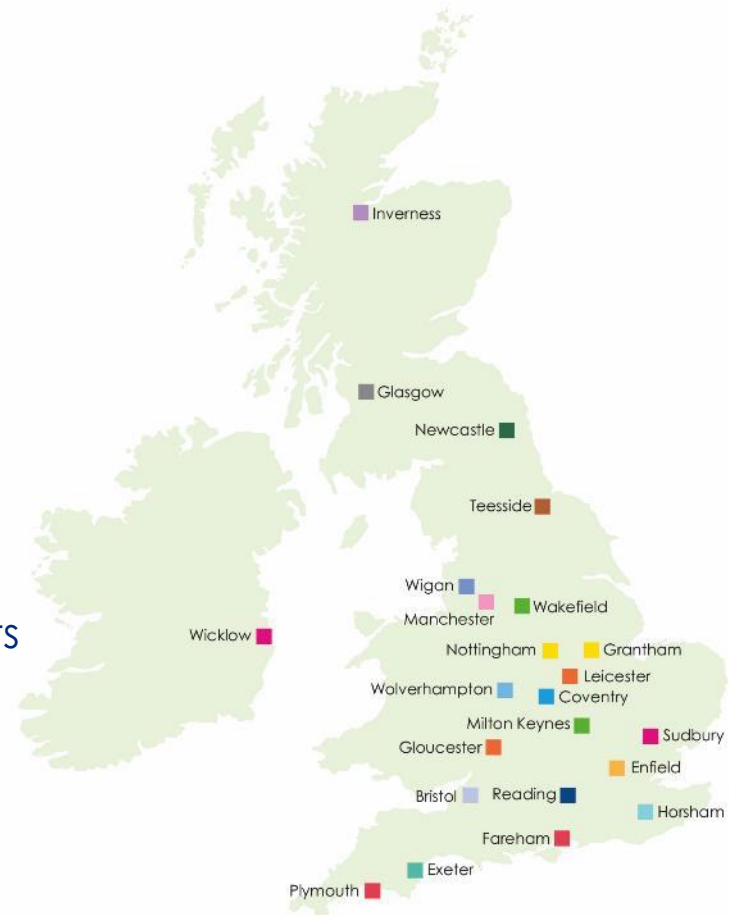 Inverness
Glasgow
Newcastle
Teesside
Wigan
Manchester
Wakefield
TS
Wicklow
Nottingham
Grantham
Leicester
Wolverhampton
Coventry
Milton Keynes
Sudbury
Gloucester
Enfield
Bristol
Reading
Horsham
Fareham
Exeter
Plymouth